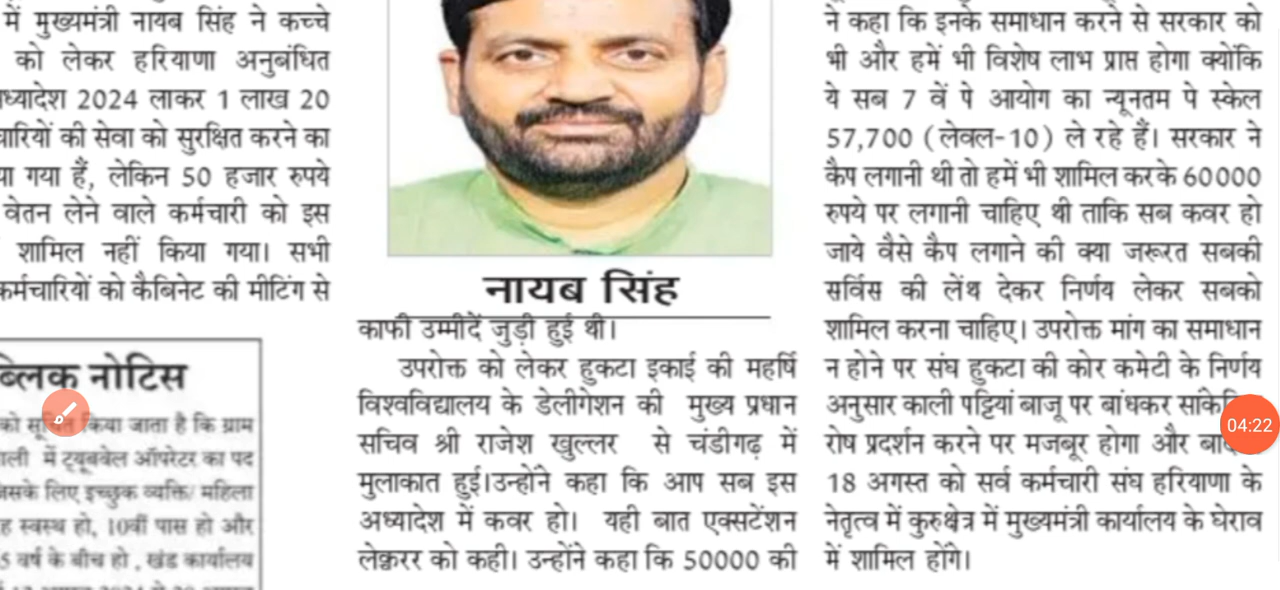 में मुख्यमंत्री नायब सिंह ने कच्चे
को लेकर हरियाणा अनुबंधित
2024 लाकर 1 लाख 20
की सेवा को सुरक्षित करने का
गया हैं, लेकिन 50 हजार रुपये
वेतन लेने वाले कर्मचारी को इस
शामिल नहीं किया गया। सभी
कर्मचारियों को कैबिनेट की मीटिंग से
नोटिस
को किया जाता है कि ग्राम
में ट्यूबवेल ऑपरेटर का पद
लिए इच्छुक व्यक्ति/ महिला
स्वस्थ हो, 10वीं पास हो और
वर्ष के बीच हो , खंड कार्यालय
नायब सिंह
काफी उम्मीदें जुड़ी हुई थी।
उपरोक्त को लेकर हुकटा इकाई की महर्षि
विश्वविद्यालय के डेलीगेशन की मुख्य प्रधान
सचिव श्री राजेश खुल्लर से चंडीगढ़ में
मुलाकात हुई।उन्होंने कहा कि आप सब इस
अध्यादेश में कवर हो। यही बात एक्सटेंशन
लेक्चरर को कही। उन्होंने कहा कि 50000 की
ने कहा कि इनके समाधान करने से सरकार को
भी और हमें भी विशेष लाभ प्राप्त होगा क्योंकि
ये सब 7 वें पे आयोग का न्यूनतम पे स्केल
57,700 (लेवल-10) ले रहे हैं। सरकार ने
कैप लगानी थी तो हमें भी शामिल करके 60000
रुपये पर लगानी चाहिए थी ताकि सब कवर हो
जाये वैसे कैप लगाने की क्या जरूरत सबकी
सर्विस की लेंथ देकर निर्णय लेकर सबको
शामिल करना चाहिए। उपरोक्त मांग का समाधान
न होने पर संघ हुकटा की कोर कमेटी के निर्णय
अनुसार काली पट्टियां बाजू पर बांधकर
रोष प्रदर्शन करने पर मजबूर होगा और
18 अगस्त को सर्व कर्मचारी संघ हरियाणा के
नेतृत्व में कुरुक्षेत्र में मुख्यमंत्री कार्यालय के घेराव
में शामिल होंगे।
04:22